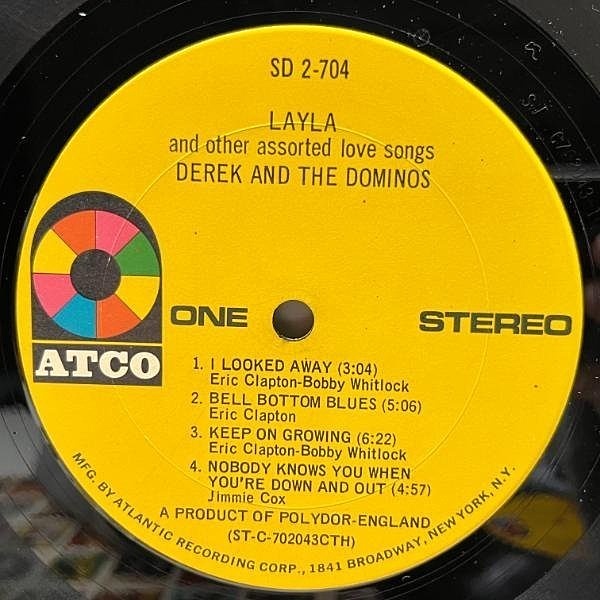 SD 2-704
LAYLA
and other assorted love songs
DEREK AND THE DOMINOS
ATCO
ONE
STEREO
1. I LOOKED AWAY (3:04)
Eric Clapton-Bobby Whitlock
2. BELL BOTTOM BLUES (5:06)
Eric Clapton
3. KEEP ON GROWING (6:22)
Eric Clapton-Bobby Whitlock
4. NOBODY KNOWS YOU WHEN
YOU'RE DOWN AND OUT (4:57)
Jimmie Cox
A PRODUCT OF POLYDOR-ENGLAND
(ST-C-702043CTH)
MFG. BY ATLANTIC RECORDING CORP., 1841 BROADWAY, NEW YORK, N.Y.